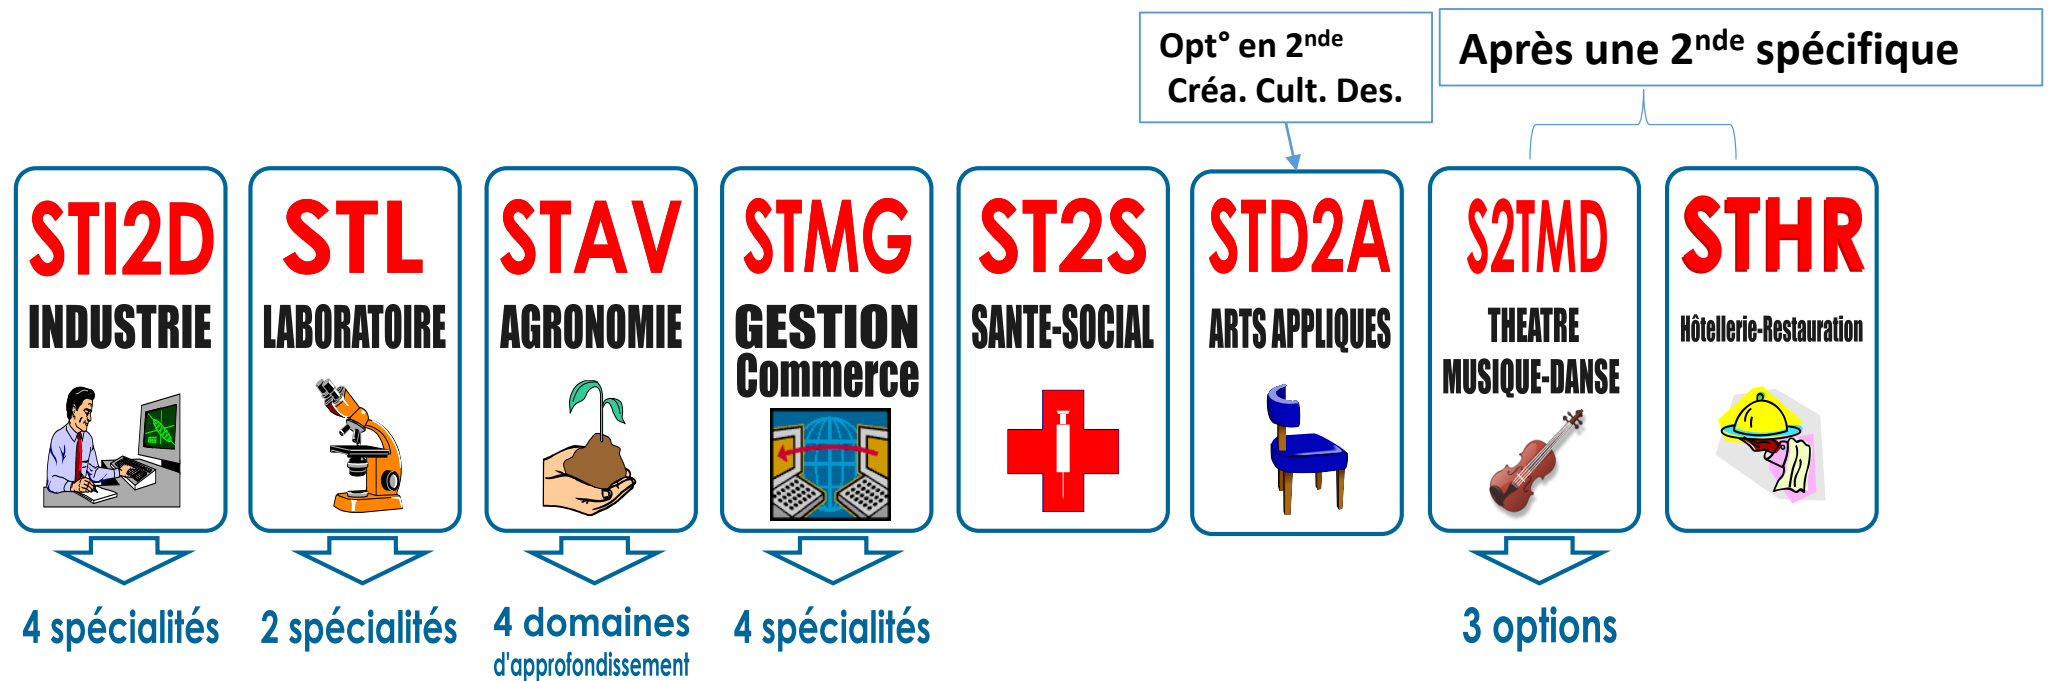 Opt° en 2nde
Créa. Cult. Des.
Après une 2nde spécifique
STI2D
INDUSTRIE
4 spécialités
STL
LABORATOIRE
2 spécialités
STAV
AGRONOMIE
4 domaines
d'approfondissement
STMG
GESTION
Commerce
4 spécialités
ST2S
SANTE-SOCIAL
STD2A
ARTS APPLIQUES
S2TMD
THEATRE
MUSIQUE-DANSE
3 options
STHR
Hôtellerie-Restauration